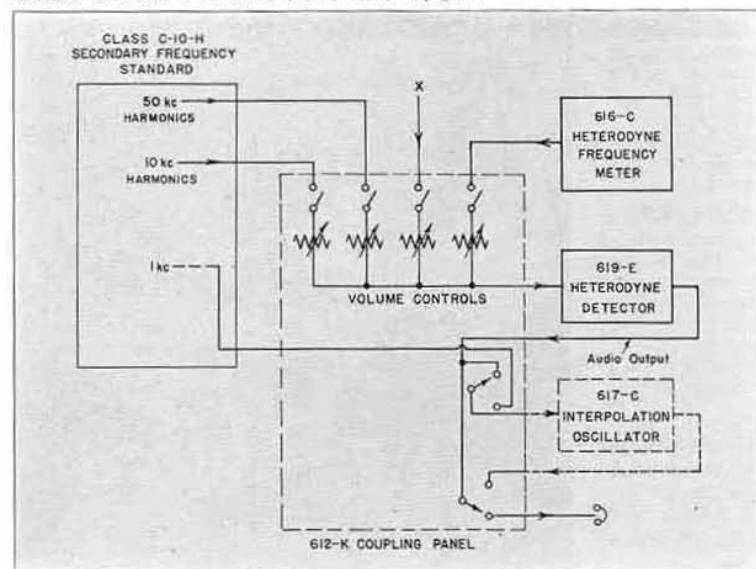 CLASS C-10-H
SECONDARY FREQUENCY
STANDARD
50 kc
HARMONICS
10 kc
HARMONICS
1 kc
X
616-C
HETERODYNE
FREQUENCY
METER
VOLUME CONTROLS
619-E
HETERODYNE
DETECTOR
Audio Output
617-C
INTERPOLATION
OSCILLATOR
612-K COUPLING PANEL